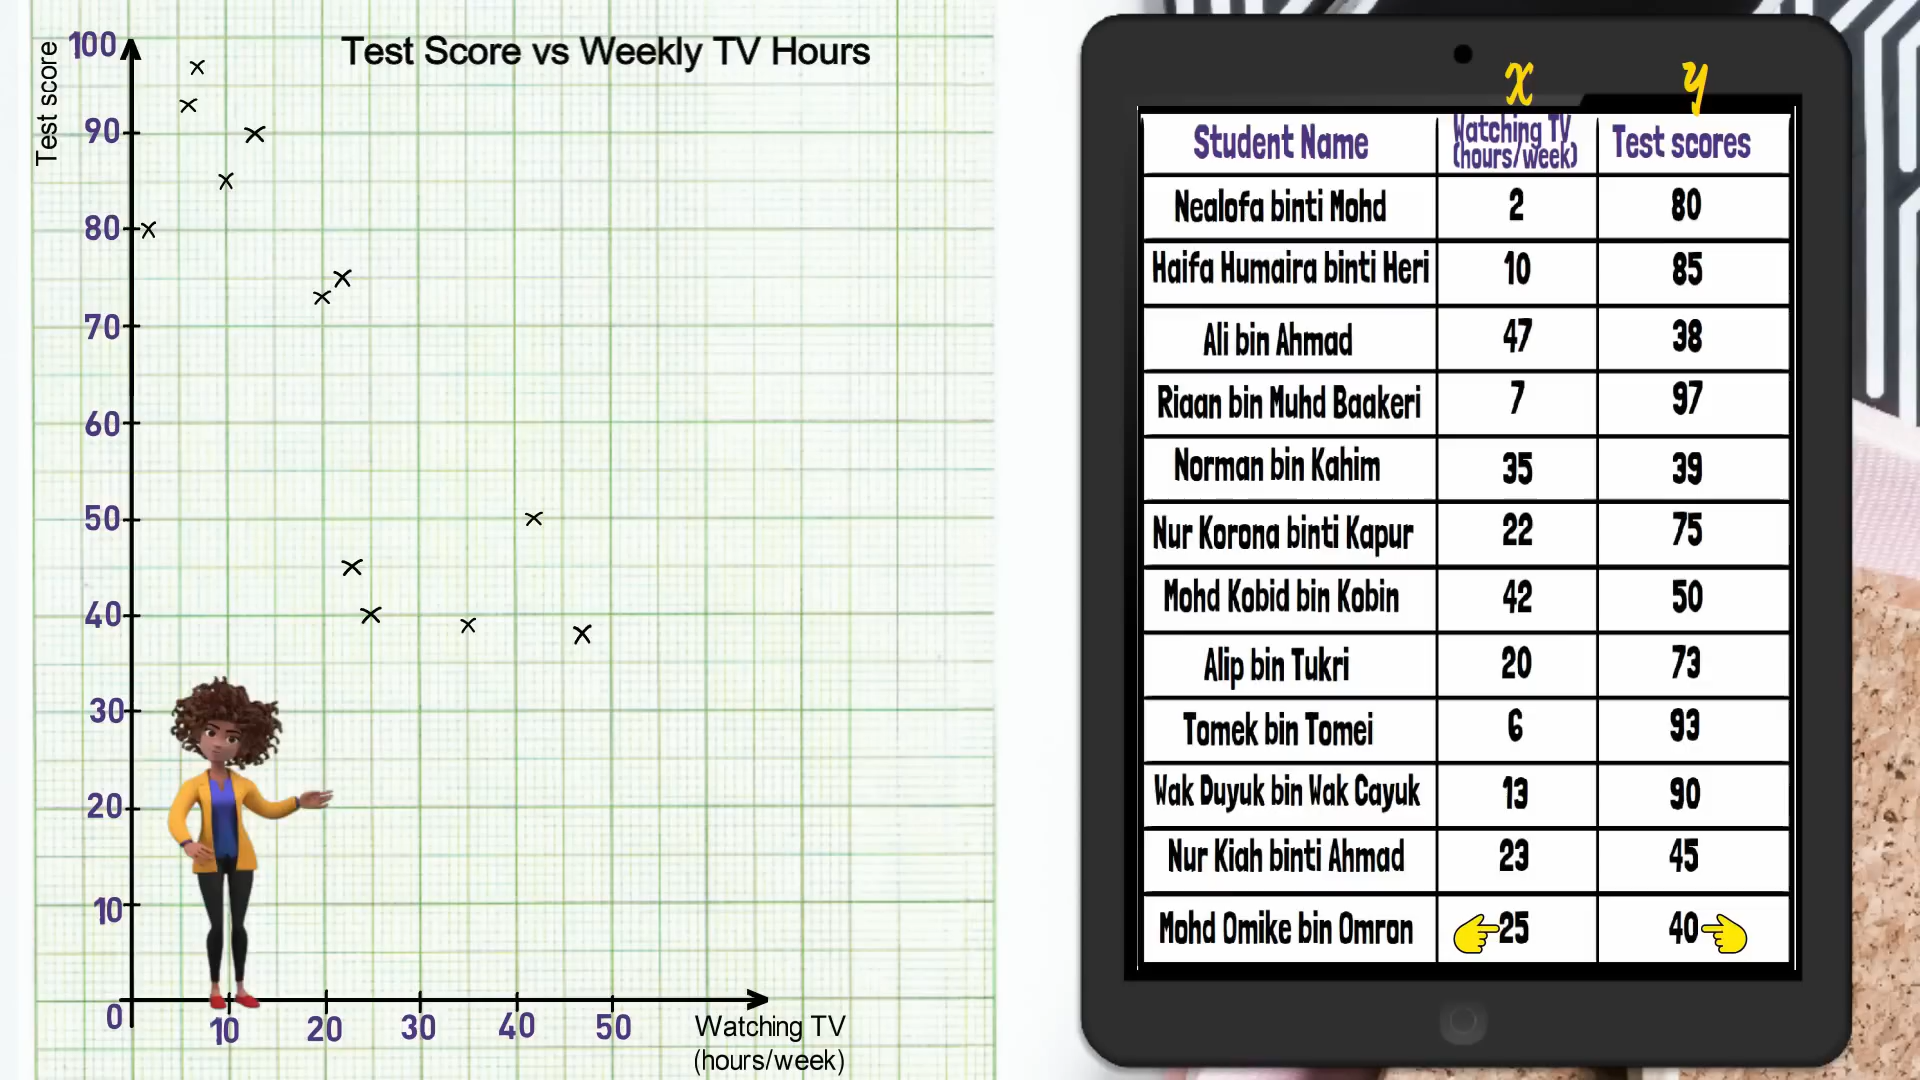 Test Score vs Weekly TV Hours
Test score
100
90
80
70
60
50
40
30
20
10
0
10 20 30 40 50
Watching TV
(hours/week)
x y
Student Name Watching TV (hours/week) Test scores
Nealofa binti Mohd 2 80
Haifa Humaira binti Heri 10 85
Ali bin Ahmad 47 38
Riaan bin Muhd Baakeri 7 97
Norman bin Kahim 35 39
Nur Korona binti Kapur 22 75
Mohd Kobid bin Kobin 42 50
Alip bin Tukri 20 73
Tomek bin Tomei 6 93
Wak Duyuk bin Wak Cayuk 13 90
Nur Kiah binti Ahmad 23 45
Mohd Omike bin Omron 25 40